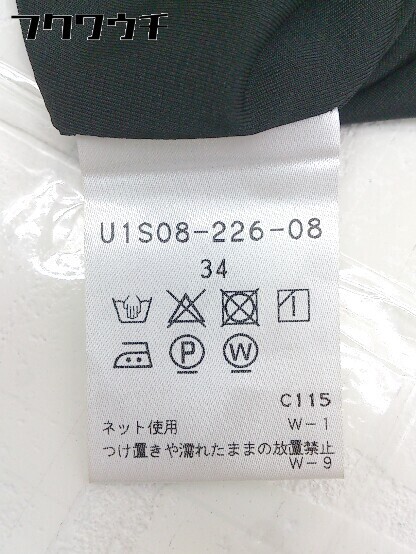 フクウウチ
U1S08-226-08
34
P W
C115
ネット使用 W-1
つけ置きや濡れたままの放置禁止
W-9